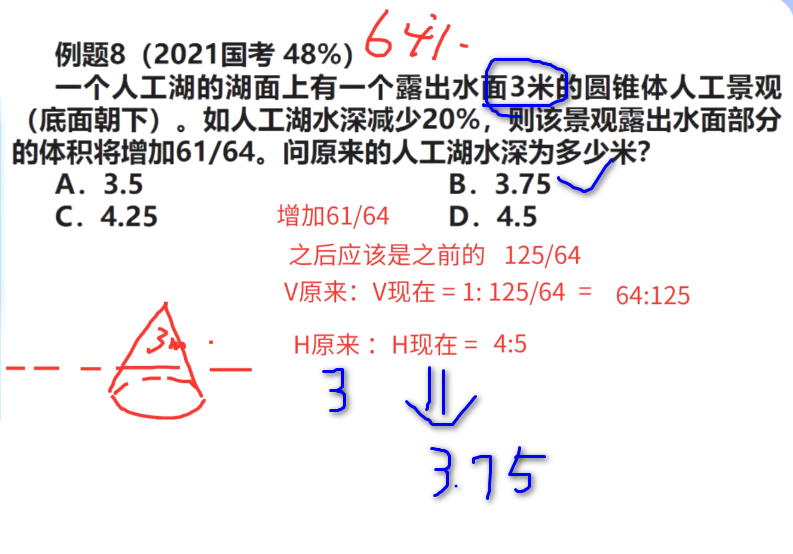 例题8（2021国考 48%）
64%.
一个人工湖的湖面上有一个露出水面3米的圆锥体人工景观
（底面朝下）。如人工湖水深减少20%，则该景观露出水面部分
的体积将增加61/64。问原来的人工湖水深为多少米？
A．3.5
B．3.75
C．4.25
D．4.5
增加61/64
之后应该是之前的 125/64
V原来：V现在 = 1: 125/64 = 64:125
3m
H原来 ：H现在 = 4:5
3
3.75